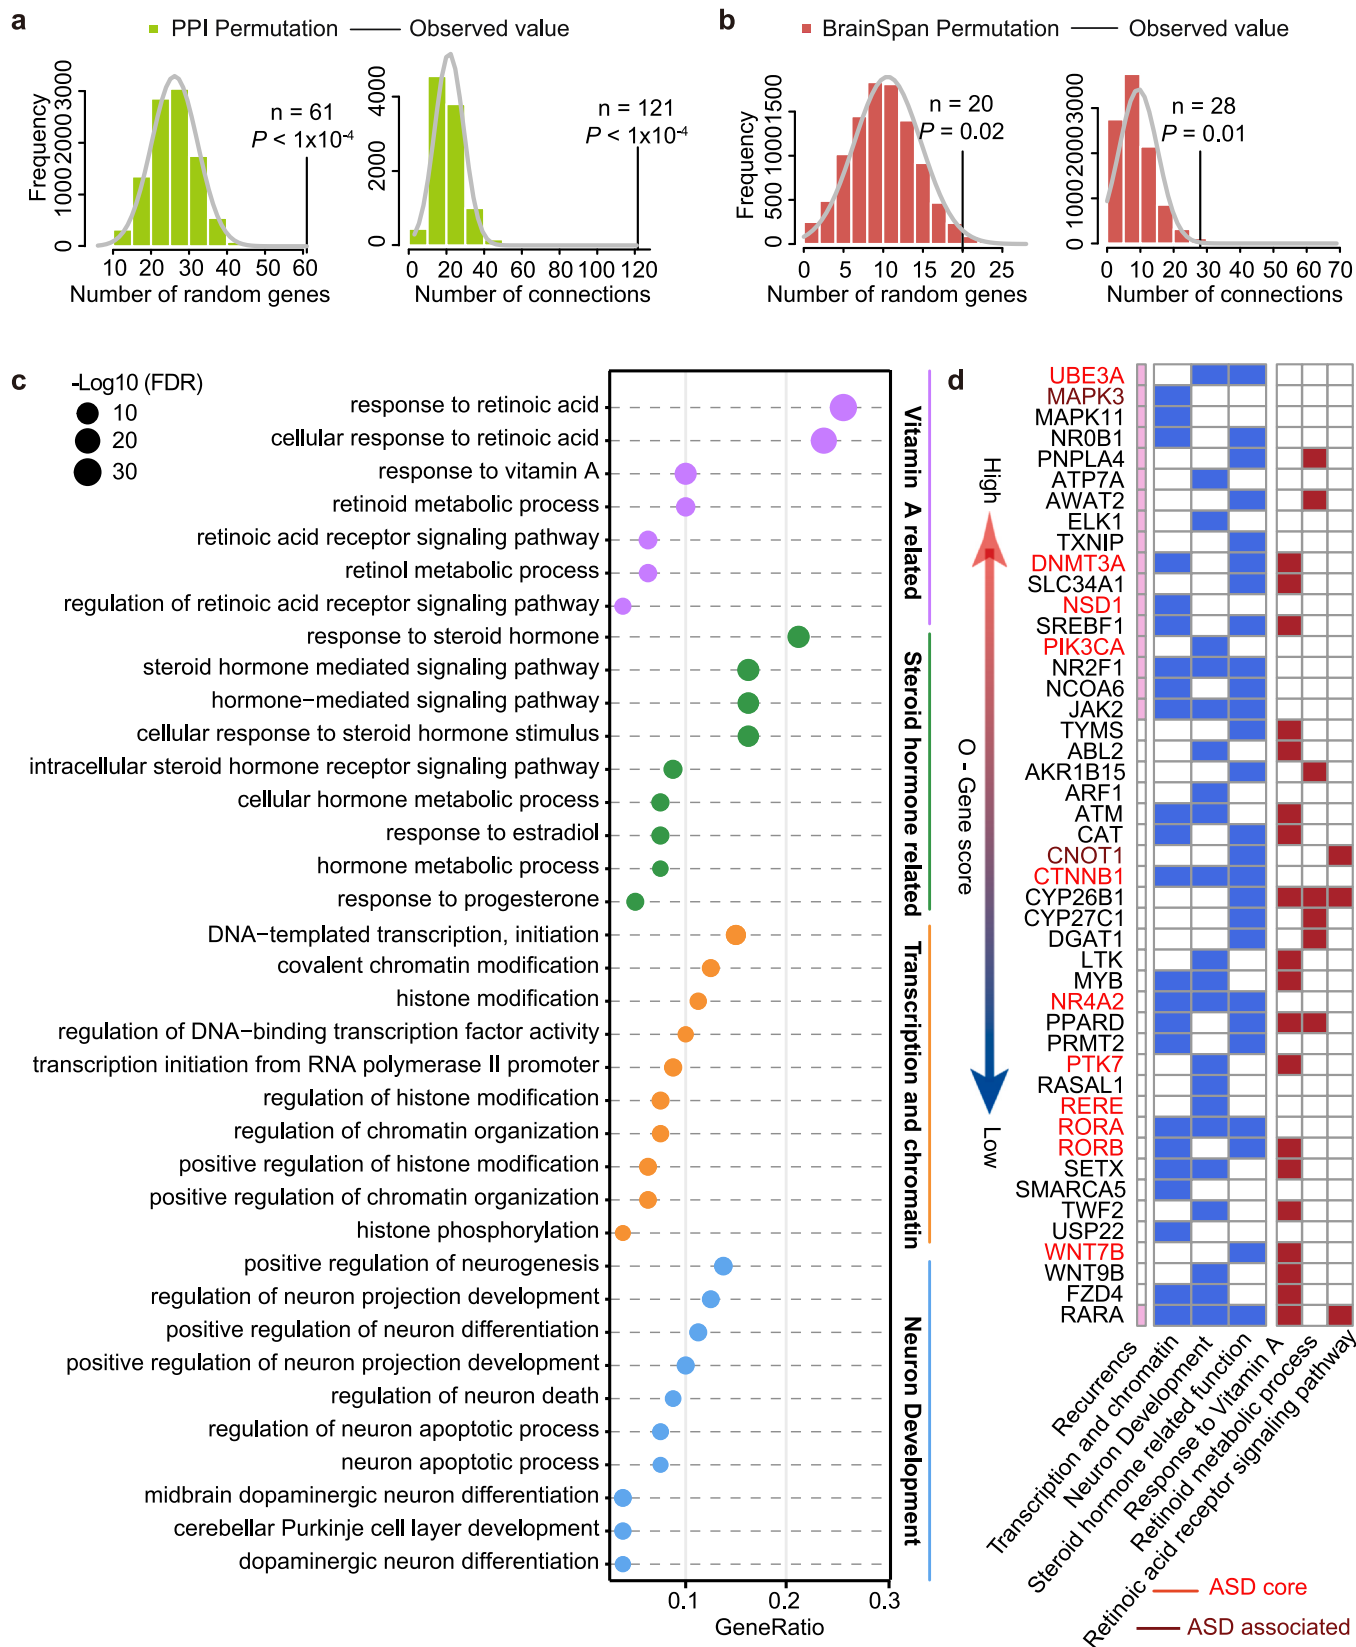 a
PPI Permutation
Observed value
Frequency
0 1000 2000 3000
10 20 30 40 50 60
Number of random genes
n = 61
P < 1x10-4
0 2000 4000
0 20 40 60 80 100 120
Number of connections
n = 121
P < 1x10-4
b
BrainSpan Permutation
Observed value
Frequency
0 500 1000 1500
0 5 10 15 20 25
Number of random genes
n = 20
P = 0.02
0 1000 2000 3000
0 10 20 30 40 50 60 70
Number of connections
n = 28
P = 0.01
c
-Log10 (FDR)
10
20
30
response to retinoic acid
cellular response to retinoic acid
response to vitamin A
retinoid metabolic process
retinoic acid receptor signaling pathway
retinol metabolic process
regulation of retinoic acid receptor signaling pathway
response to steroid hormone
steroid hormone mediated signaling pathway
hormone−mediated signaling pathway
cellular response to steroid hormone stimulus
intracellular steroid hormone receptor signaling pathway
cellular hormone metabolic process
response to estradiol
hormone metabolic process
response to progesterone
DNA−templated transcription, initiation
covalent chromatin modification
histone modification
regulation of DNA−binding transcription factor activity
transcription initiation from RNA polymerase II promoter
regulation of histone modification
regulation of chromatin organization
positive regulation of histone modification
positive regulation of chromatin organization
histone phosphorylation
positive regulation of neurogenesis
regulation of neuron projection development
positive regulation of neuron differentiation
positive regulation of neuron projection development
regulation of neuron death
regulation of neuron apoptotic process
neuron apoptotic process
midbrain dopaminergic neuron differentiation
cerebellar Purkinje cell layer development
dopaminergic neuron differentiation
0.1 0.2 0.3
GeneRatio
Vitamin A related
Steroid hormone related
Transcription and chromatin
Neuron Development
d
High
O - Gene score
Low
UBE3A
MAPK3
MAPK11
NR0B1
PNPLA4
ATP7A
AWAT2
ELK1
TXNIP
DNMT3A
SLC34A1
NSD1
SREBF1
PIK3CA
NR2F1
NCOA6
JAK2
TYMS
ABL2
AKR1B15
ARF1
ATM
CAT
CNOT1
CTNNB1
CYP26B1
CYP27C1
DGAT1
LTK
MYB
NR4A2
PPARD
PRMT2
PTK7
RASAL1
RERE
RORA
RORB
SETX
SMARCA5
TWF2
USP22
WNT7B
WNT9B
FZD4
RARA
Recurrencs
Transcription and chromatin
Neuron Development
Steroid hormone related function
Response to Vitamin A
Retinoid metabolic process
Retinoic acid receptor signaling pathway
ASD core
ASD associated